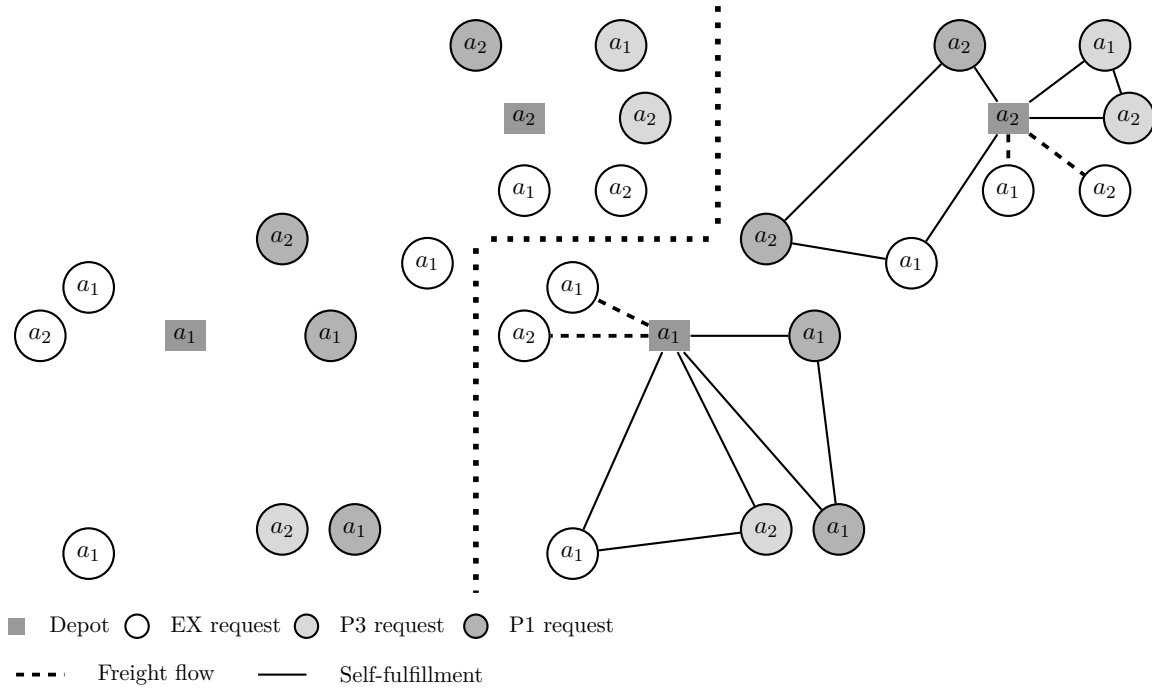 a₂ a₁ a₂ a₁
a₂ a₂ a₂ a₂
a₁ a₂ a₁ a₂
a₂ a₂
a₁ a₁
a₁ a₁
a₂ a₁ a₁ a₂ a₁ a₁
a₂ a₁ a₂ a₁
a₁ a₁
Depot EX request P3 request P1 request
Freight flow Self-fulfillment